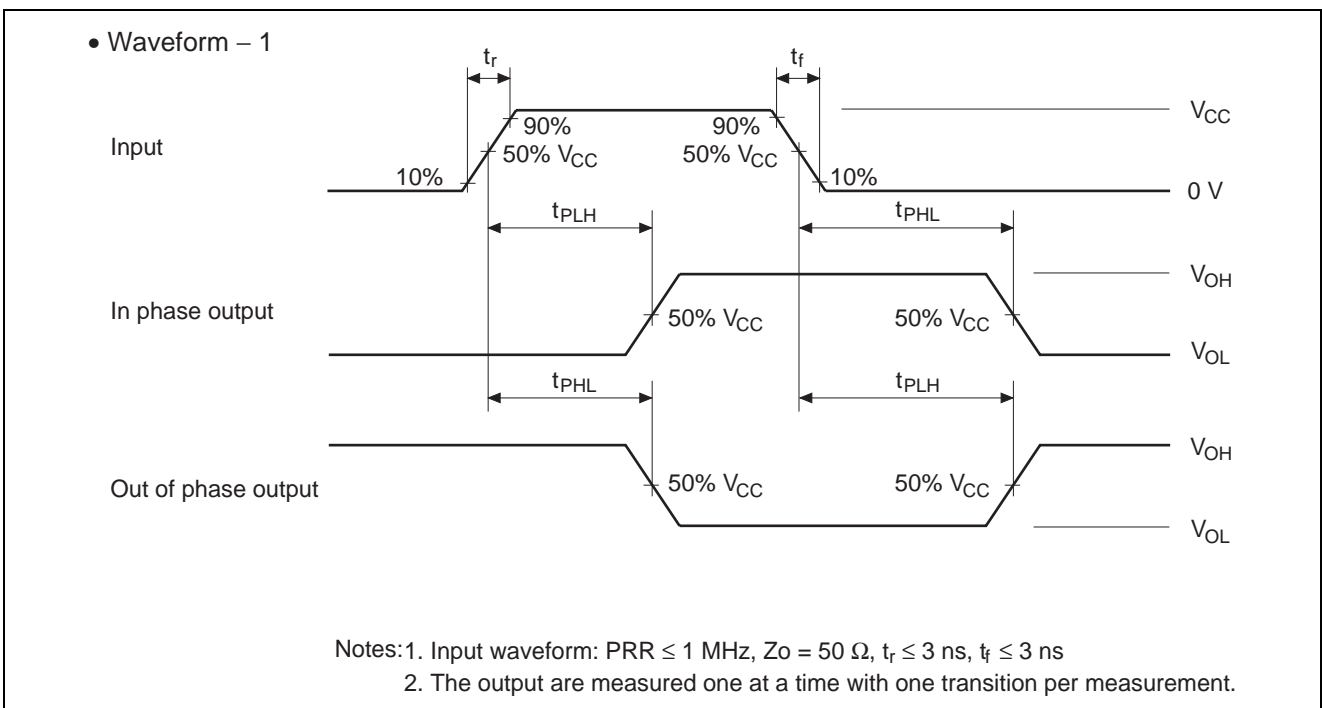 • Waveform – 1
tr tf
VCC
90% 90%
Input 50% VCC 50% VCC
10% 10%
0 V
tPLH tPHL
VOH
In phase output 50% VCC 50% VCC
VOL
tPHL tPLH
VOH
Out of phase output 50% VCC 50% VCC
VOL
Notes:1. Input waveform: PRR ≤ 1 MHz, Zo = 50 Ω, tr ≤ 3 ns, tf ≤ 3 ns
2. The output are measured one at a time with one transition per measurement.